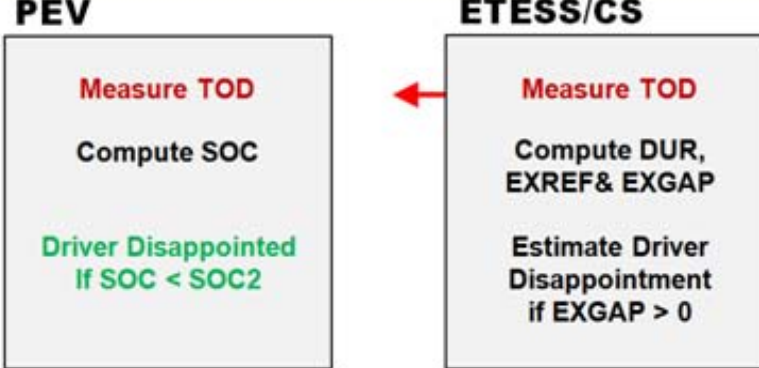 PEV
Measure TOD
Compute SOC
Driver Disappointed
If SOC < SOC2
ETESS/CS
Measure TOD
Compute DUR,
EXREF& EXGAP
Estimate Driver
Disappointment
if EXGAP > 0